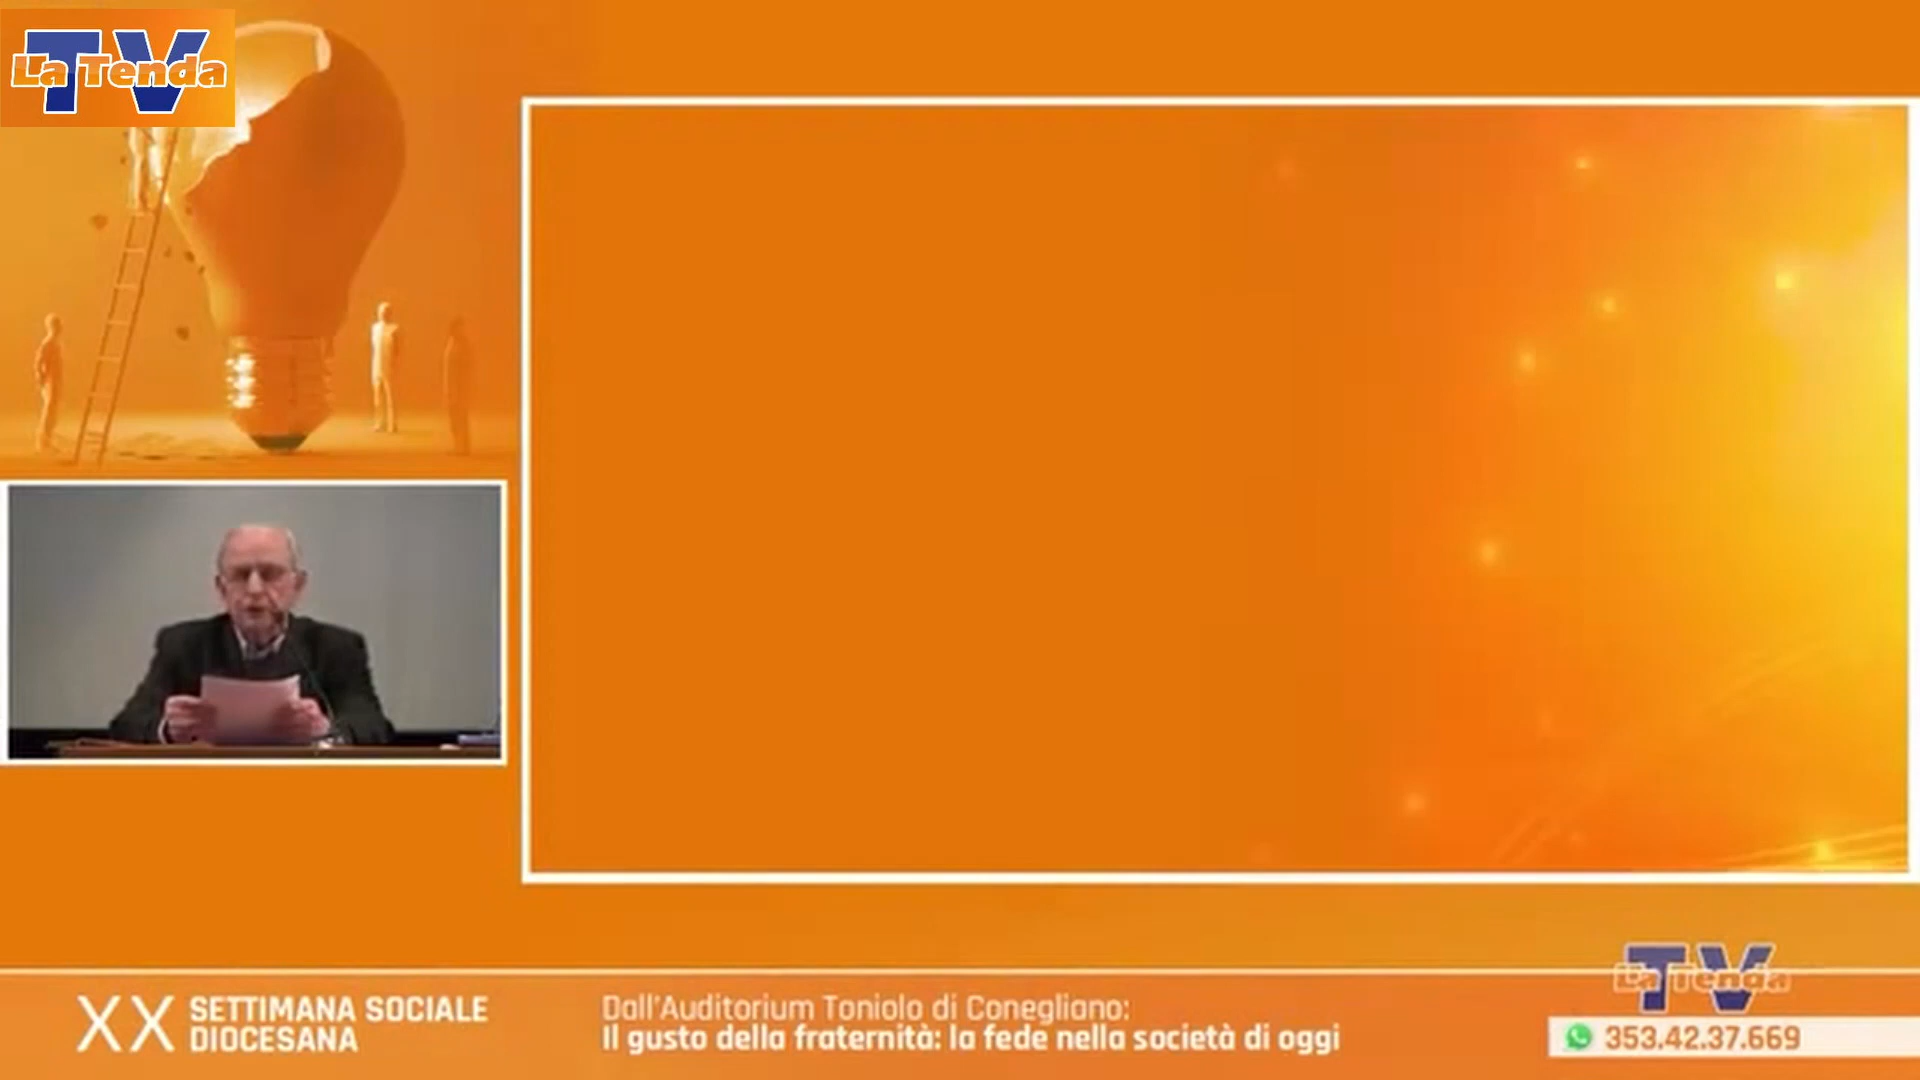 TV
La Tenda
XX SETTIMANA SOCIALE
DIOCESANA
Dall'Auditorium Toniolo di Conegliano:
Il gusto della fraternità: la fede nella società di oggi
TV
La Tenda
353.42.37.669